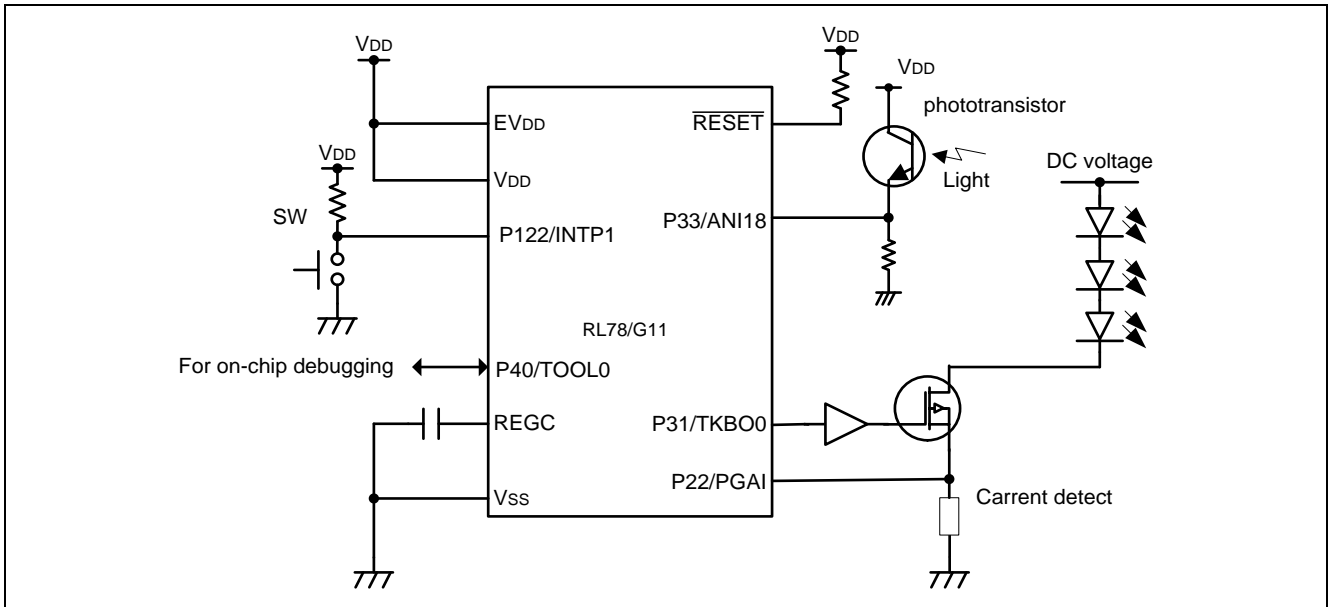 VDD
VDD
VDD
phototransistor
EVDD
RESET
VDD
VDD
Light
DC voltage
SW
P122/INTP1
P33/ANI18
RL78/G11
For on-chip debugging
P40/TOOL0
REGC
P31/TKBO0
P22/PGAI
Carrent detect
VSS